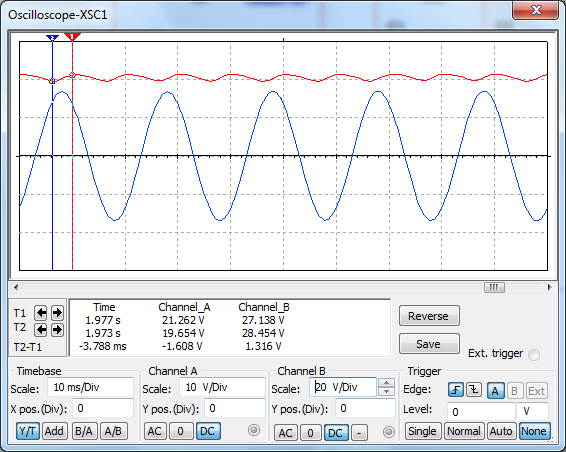 Oscilloscope-XSC1
2 1
T1
T2
T2-T1
Time Channel_A Channel_B
1.977 s 21.262 V 27.138 V
1.973 s 19.654 V 28.454 V
-3.788 ms -1.608 V 1.316 V
Reverse
Save
Ext. trigger
Timebase
Scale: 10 ms/Div
X pos.(Div): 0
Y/T Add B/A A/B
Channel A
Scale: 10 V/Div
Y pos.(Div): 0
AC 0 DC
Channel B
Scale: 20 V/Div
Y pos.(Div): 0
AC 0 DC -
Trigger
Edge: A B Ext
Level: 0 V
Single Normal Auto None